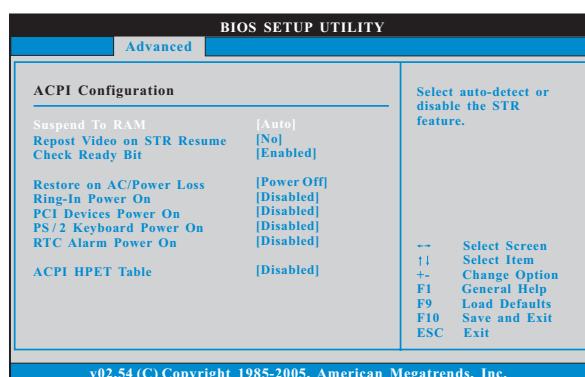 BIOS SETUP UTILITY
Advanced
ACPI Configuration
Suspend To RAM [Auto]
Repost Video on STR Resume [No]
Check Ready Bit [Enabled]
Restore on AC/Power Loss [Power Off]
Ring-In Power On [Disabled]
PCI Devices Power On [Disabled]
PS/2 Keyboard Power On [Disabled]
RTC Alarm Power On [Disabled]
ACPI HPET Table [Disabled]
Select auto-detect or
disable the STR
feature.
←→ Select Screen
↑↓ Select Item
+- Change Option
F1 General Help
F9 Load Defaults
F10 Save and Exit
ESC Exit
v02.54 (C) Copyright 1985-2005, American Megatrends, Inc.